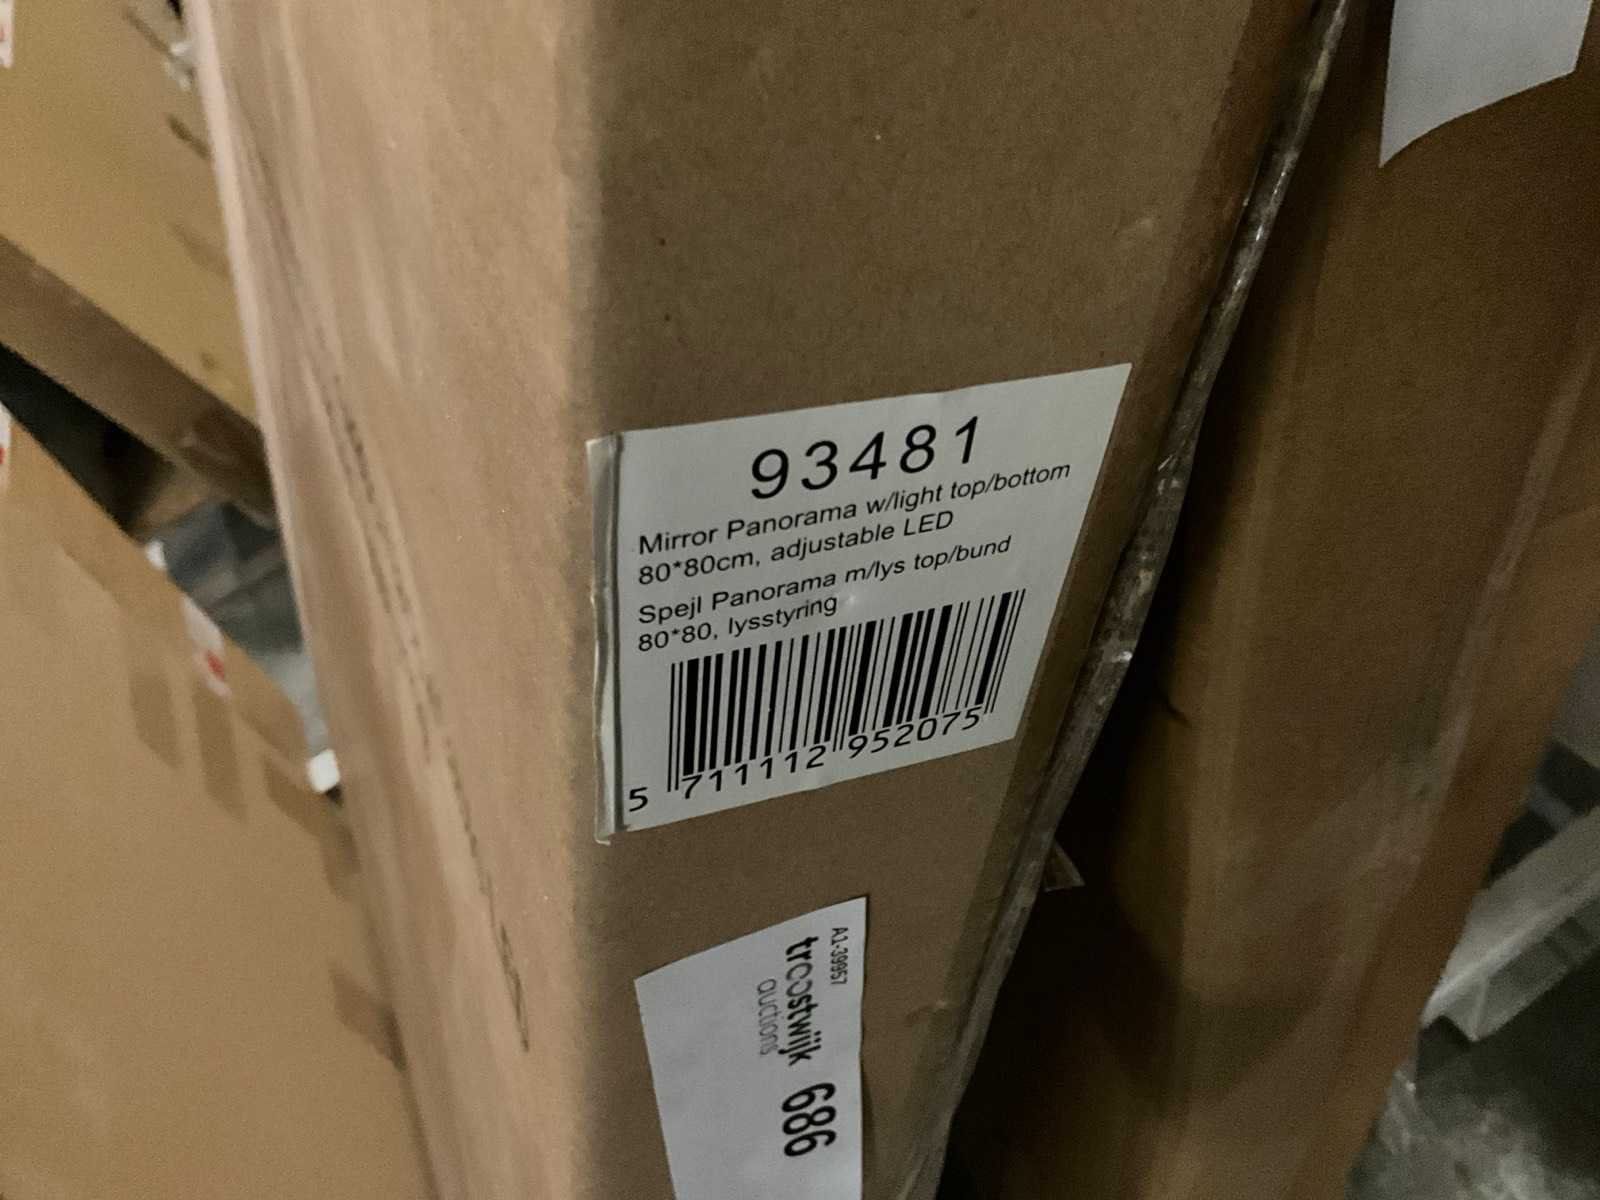 93481
Mirror Panorama w/light top/bottom
80*80cm, adjustable LED
Spejl Panorama m/lys top/bund
80*80, lysstyring
5 711112 952075
A1-39957
troostwijk 686
auctions